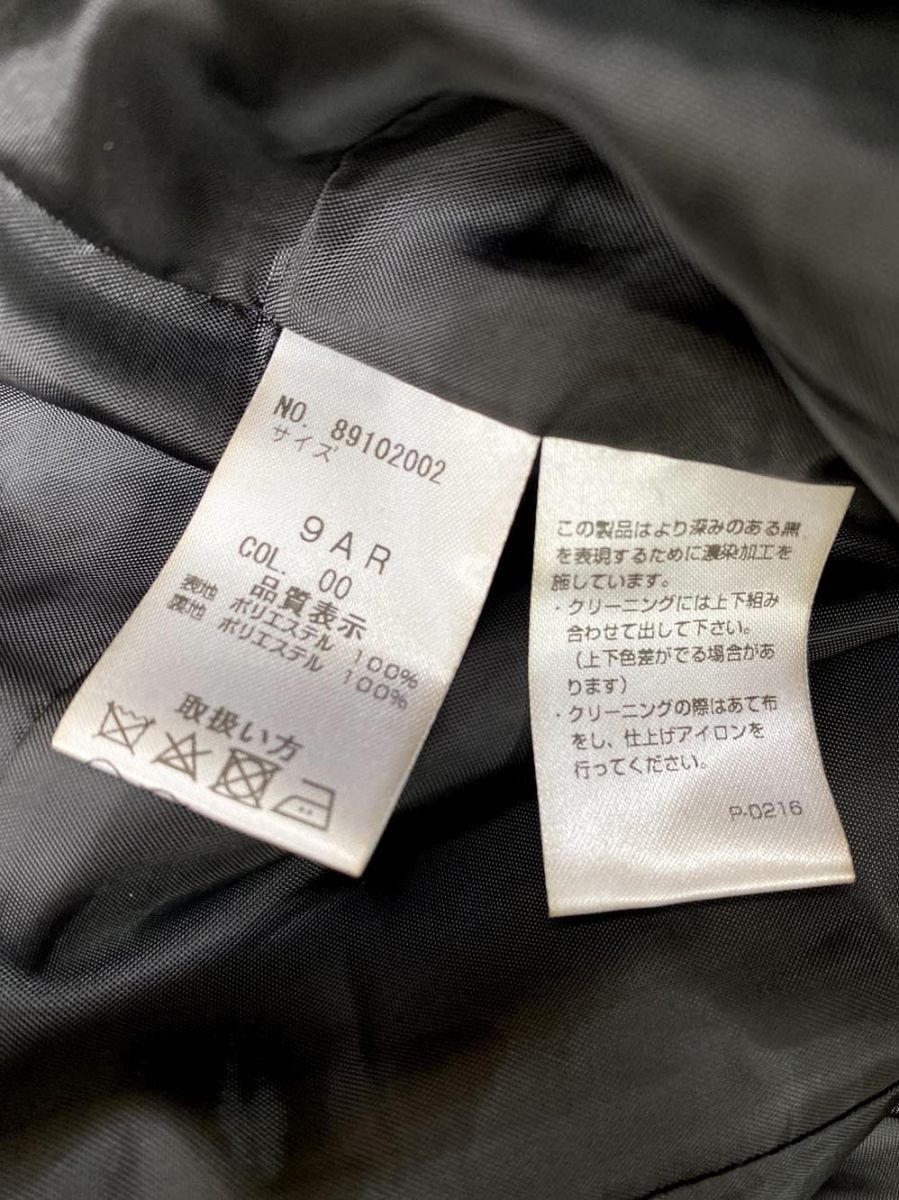 NO. 89102002
サイズ
9AR
COL. 00
品質表示
表地 ポリエステル 100%
裏地 ポリエステル 100%
取扱い方
この製品はより深みのある黒
を表現するために濃染加工を
施しています。
・クリーニングには上下組み
合わせて出して下さい。
(上下色差がでる場合があ
ります)
・クリーニングの際はあて布
をし、仕上げアイロンを
行ってください。
P-0216